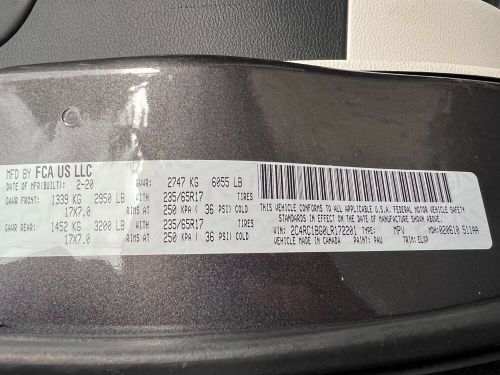 MFD BY FCA US LLC
DATE OF MFR(BUILT): 2-20 GVWR: 2747 KG 6055 LB
GAWR FRONT: 1339 KG 2950 LB WITH 235/65R17 TIRES
17X7.0 RIMS AT 250 KPA ( 36 PSI) COLD
GAWR REAR: 1452 KG 3200 LB WITH 235/65R17 TIRES
17X7.0 RIMS AT 250 KPA ( 36 PSI) COLD
THIS VEHICLE CONFORMS TO ALL APPLICABLE U.S.A. FEDERAL MOTOR VEHICLE SAFETY
STANDARDS IN EFFECT ON THE DATE OF MANUFACTURE SHOWN ABOVE.
VIN: 2C4RC1BG0LR172201 TYPE: MPV MDH: 020610 511AA
VEHICLE MADE IN CANADA PAINT: PAU TRIM: